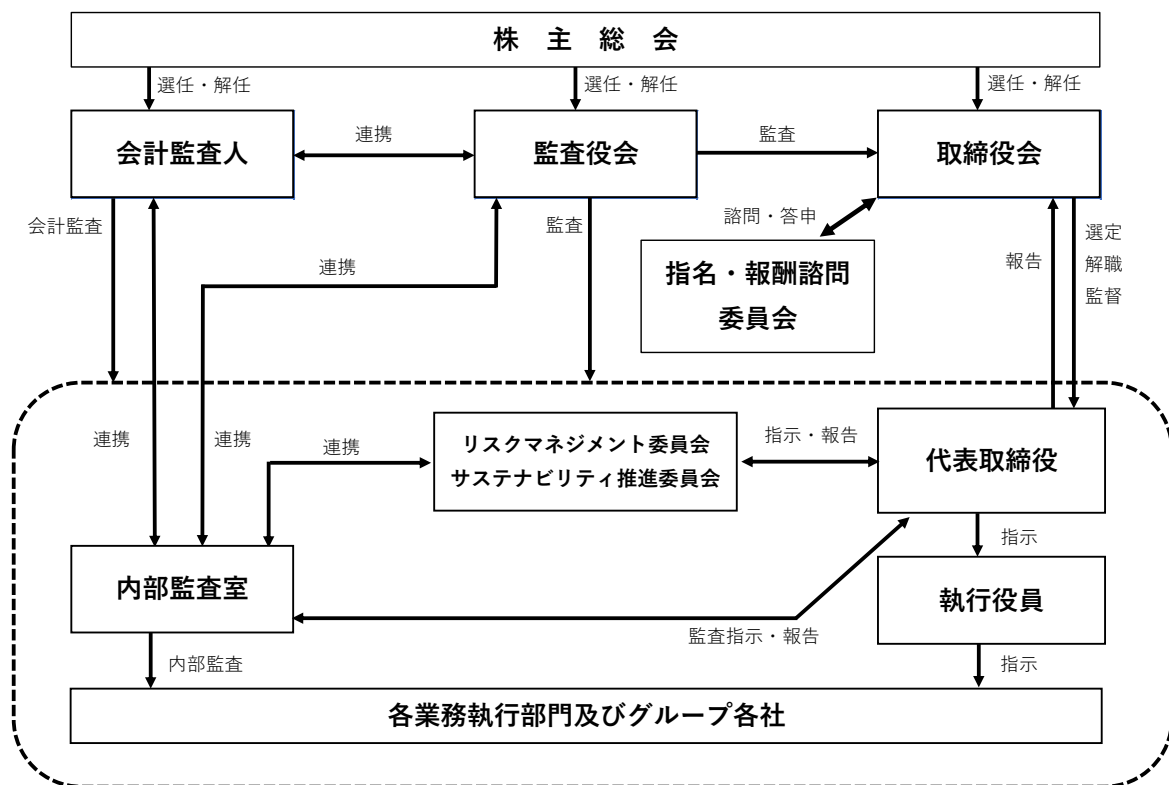 株 主 総 会
選任・解任
選任・解任
選任・解任
会計監査人
連携
監査役会
監査
取締役会
会計監査
監査
諮問・答申
連携
指名・報酬諮問
委員会
報告
選定
解職
監督
連携
連携
連携
リスクマネジメント委員会
サステナビリティ推進委員会
指示・報告
代表取締役
指示
内部監査室
執行役員
監査指示・報告
内部監査
指示
各業務執行部門及びグループ各社